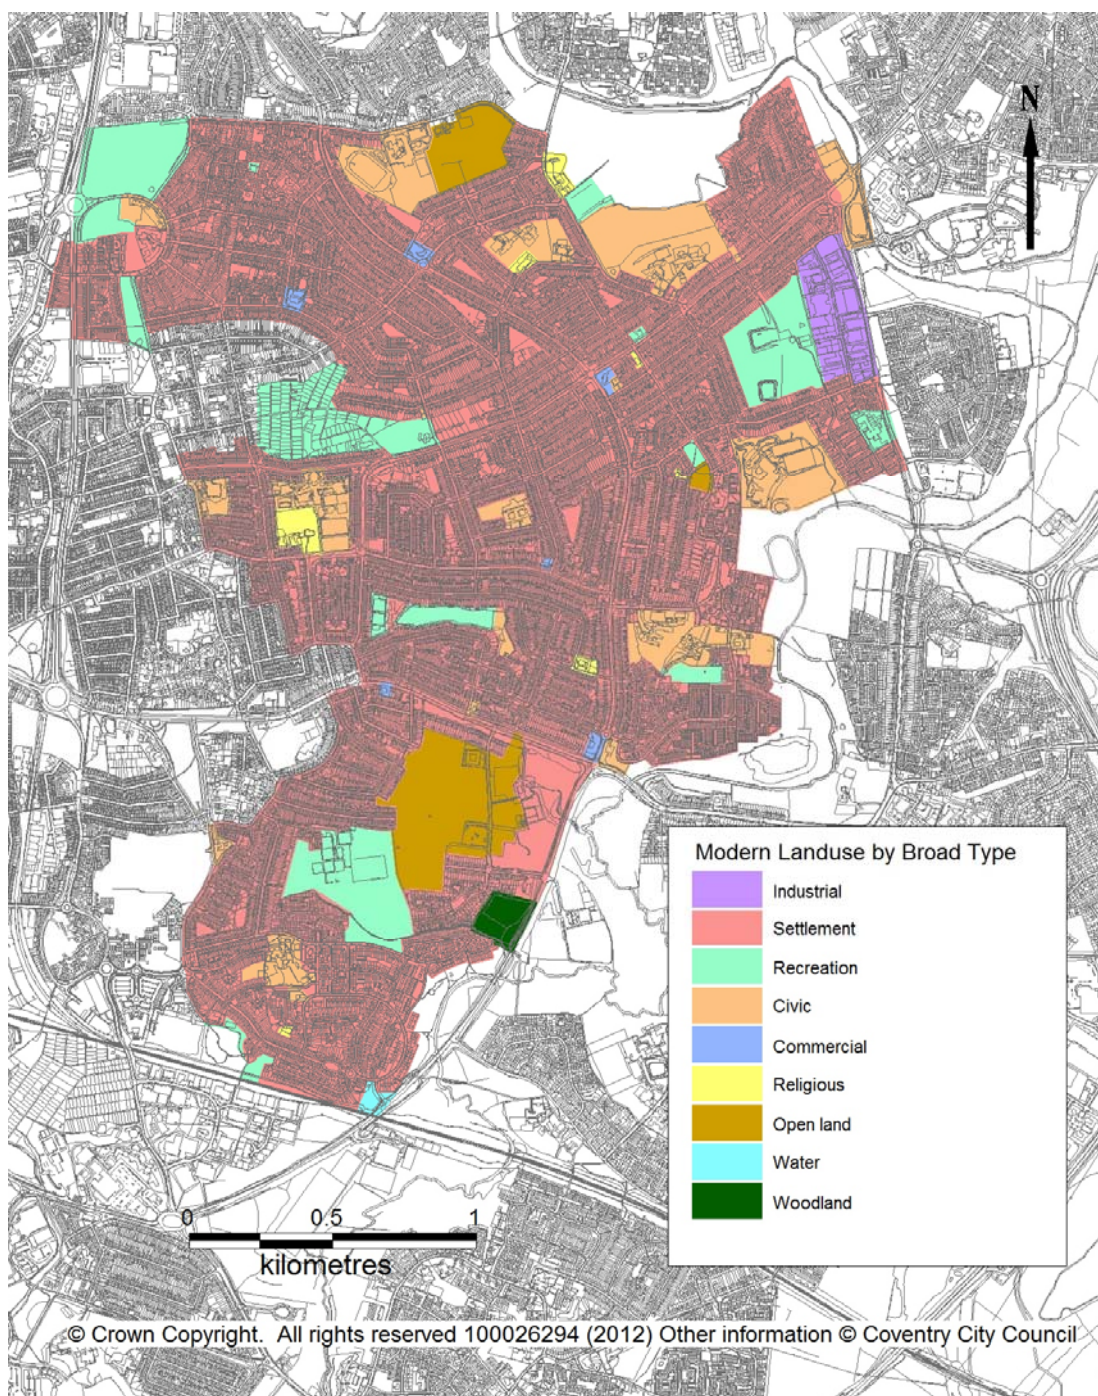 N
Modern Landuse by Broad Type
Industrial
Settlement
Recreation
Civic
Commercial
Religious
Open land
Water
Woodland
0 0.5 1
kilometres
© Crown Copyright. All rights reserved 100026294 (2012) Other information © Coventry City Council